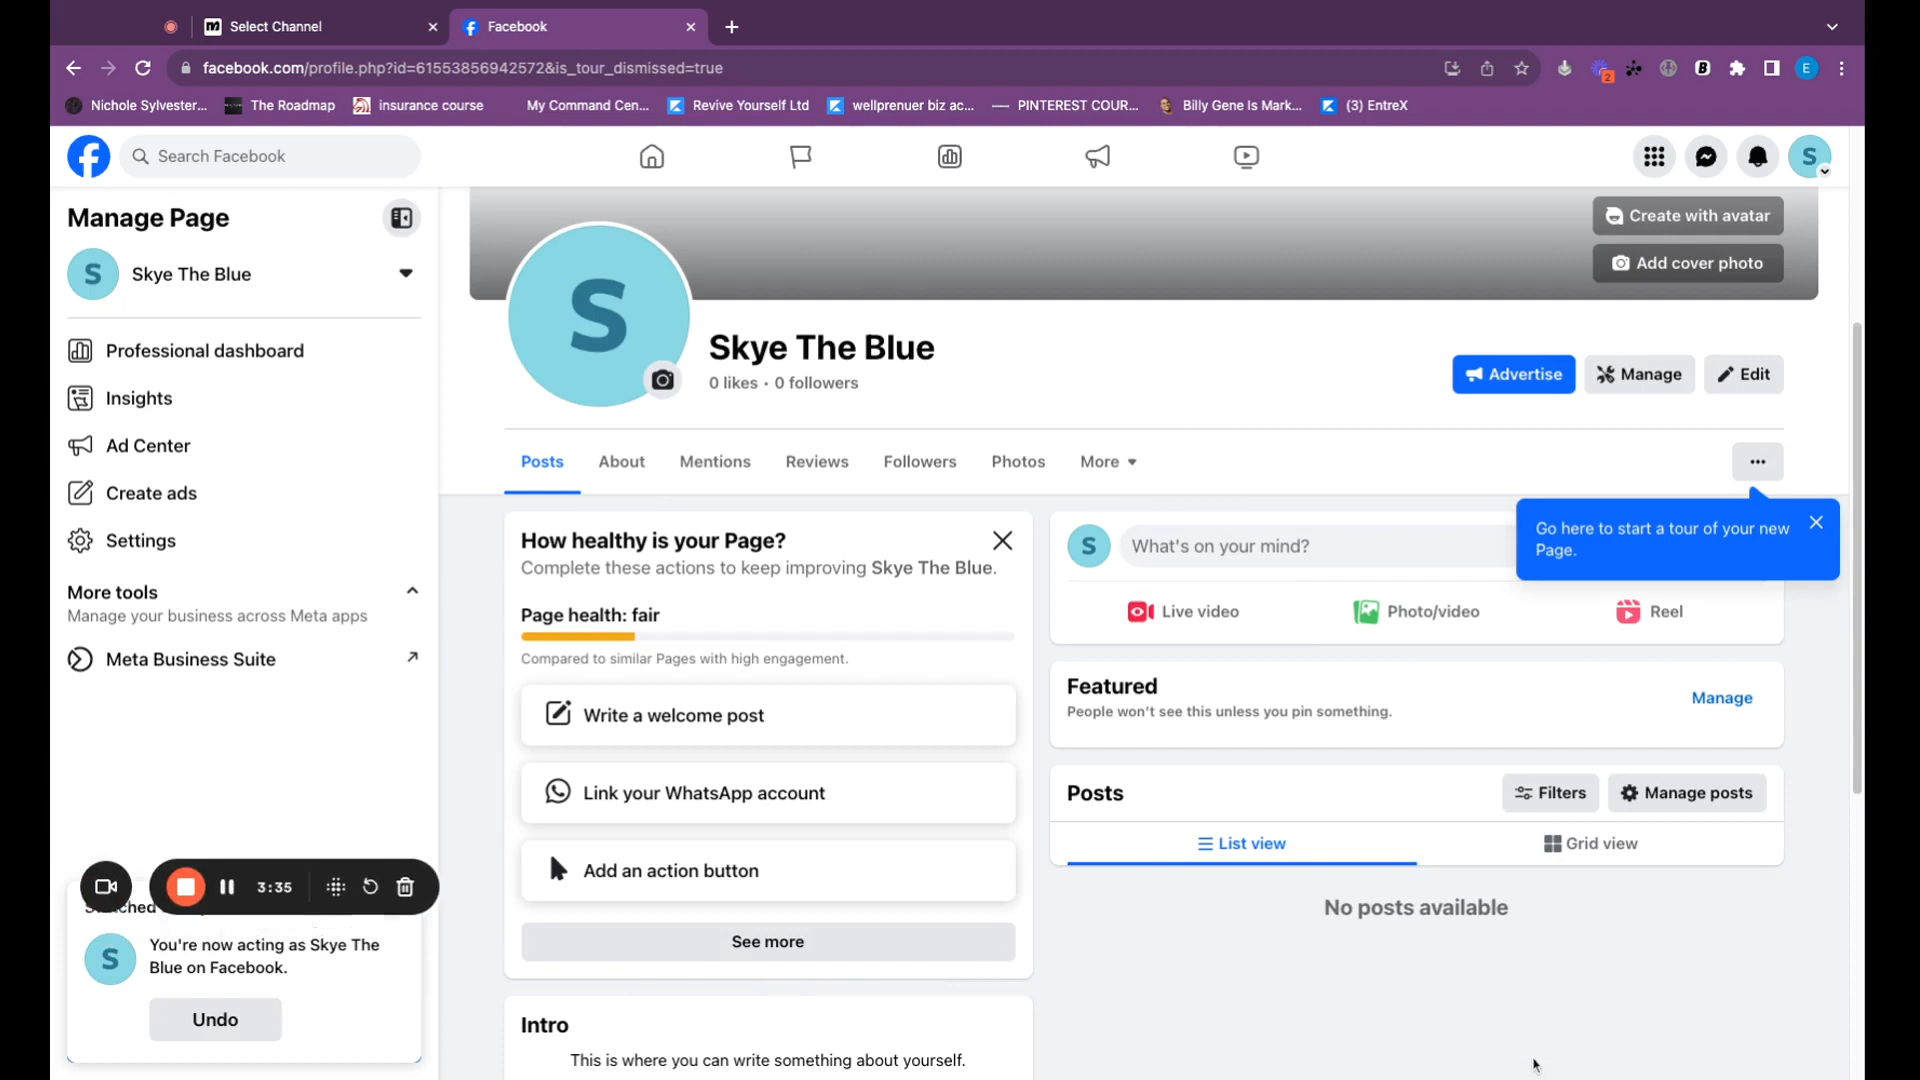 Select Channel
Facebook
facebook.com/profile.php?id=61553856942572&is_tour_dismissed=true
2
B
E
Nichole Sylvester...
The Roadmap
insurance course
My Command Cen...
Revive Yourself Ltd
wellprenuer biz ac...
PINTEREST COUR...
Billy Gene Is Mark...
(3) EntreX
Search Facebook
S
Manage Page
S
Skye The Blue
Professional dashboard
Insights
Ad Center
Create ads
Settings
More tools
Manage your business across Meta apps
Meta Business Suite
3:35
S
You're now acting as Skye The
Blue on Facebook.
Undo
Create with avatar
Add cover photo
S
Skye The Blue
0 likes • 0 followers
Advertise
Manage
Edit
Posts
About
Mentions
Reviews
Followers
Photos
More
Go here to start a tour of your new
Page.
How healthy is your Page?
Complete these actions to keep improving Skye The Blue.
Page health: fair
Compared to similar Pages with high engagement.
Write a welcome post
Link your WhatsApp account
Add an action button
See more
Intro
This is where you can write something about yourself.
S
What's on your mind?
Live video
Photo/video
Reel
Featured
People won't see this unless you pin something.
Manage
Posts
Filters
Manage posts
List view
Grid view
No posts available